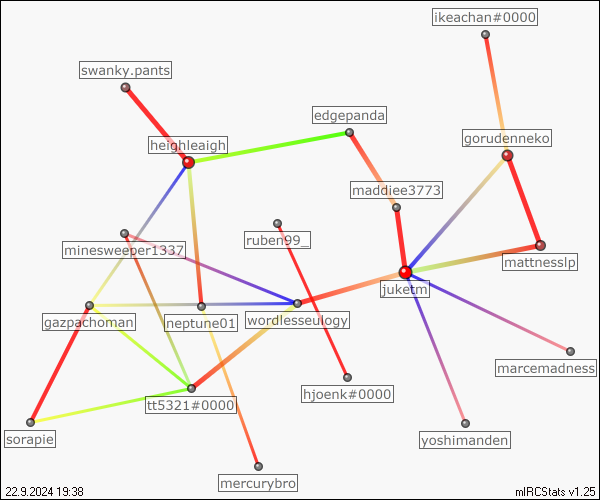 ikeachan#0000
swanky.pants
edgepanda
gorudenneko
heighleaigh
maddiee3773
ruben99_
minesweeper1337
mattnesslp
juketm
gazpachoman
neptune01
wordlesseulogy
marcemadness
hjoenk#0000
tt5321#0000
sorapie
yoshimanden
mercurybro
22.9.2024 19:38
mIRCStats v1.25